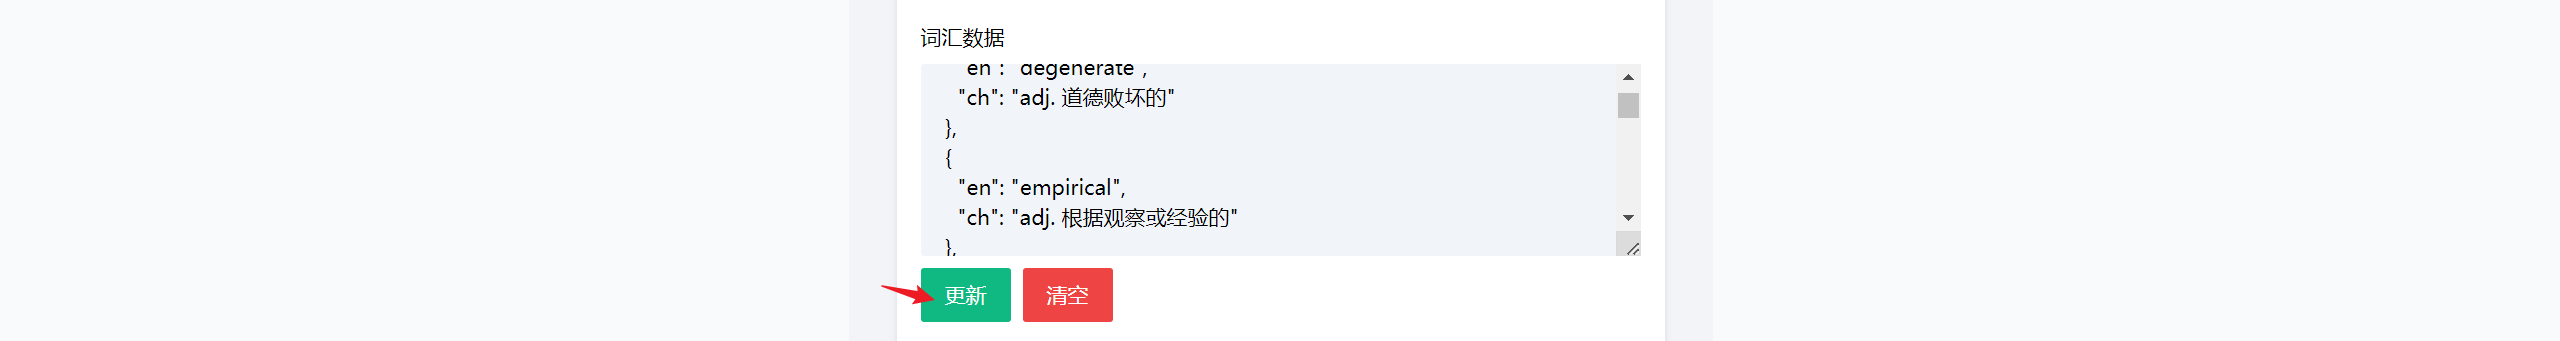 词汇数据
"en": "degenerate",
"ch": "adj. 道德败坏的"
},
{
"en": "empirical",
"ch": "adj. 根据观察或经验的"
},
更新 清空